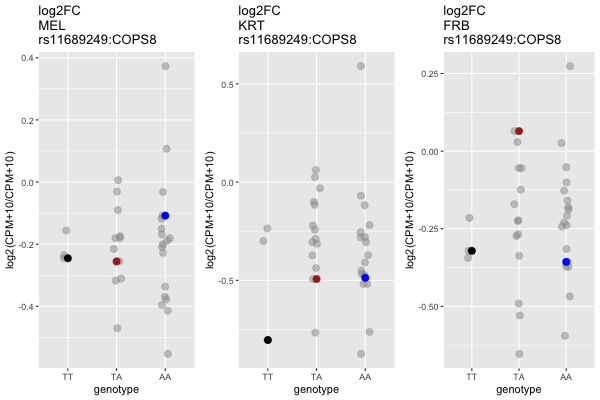 log2FC
MEL
rs11689249:COPS8
log2(CPM+10/CPM+10)
0.4
0.2
0.0
-0.2
-0.4
TT TA AA
genotype
log2FC
KRT
rs11689249:COPS8
log2(CPM+10/CPM+10)
0.5
0.0
-0.5
TT TA AA
genotype
log2FC
FRB
rs11689249:COPS8
log2(CPM+10/CPM+10)
0.25
0.00
-0.25
-0.50
TT TA AA
genotype